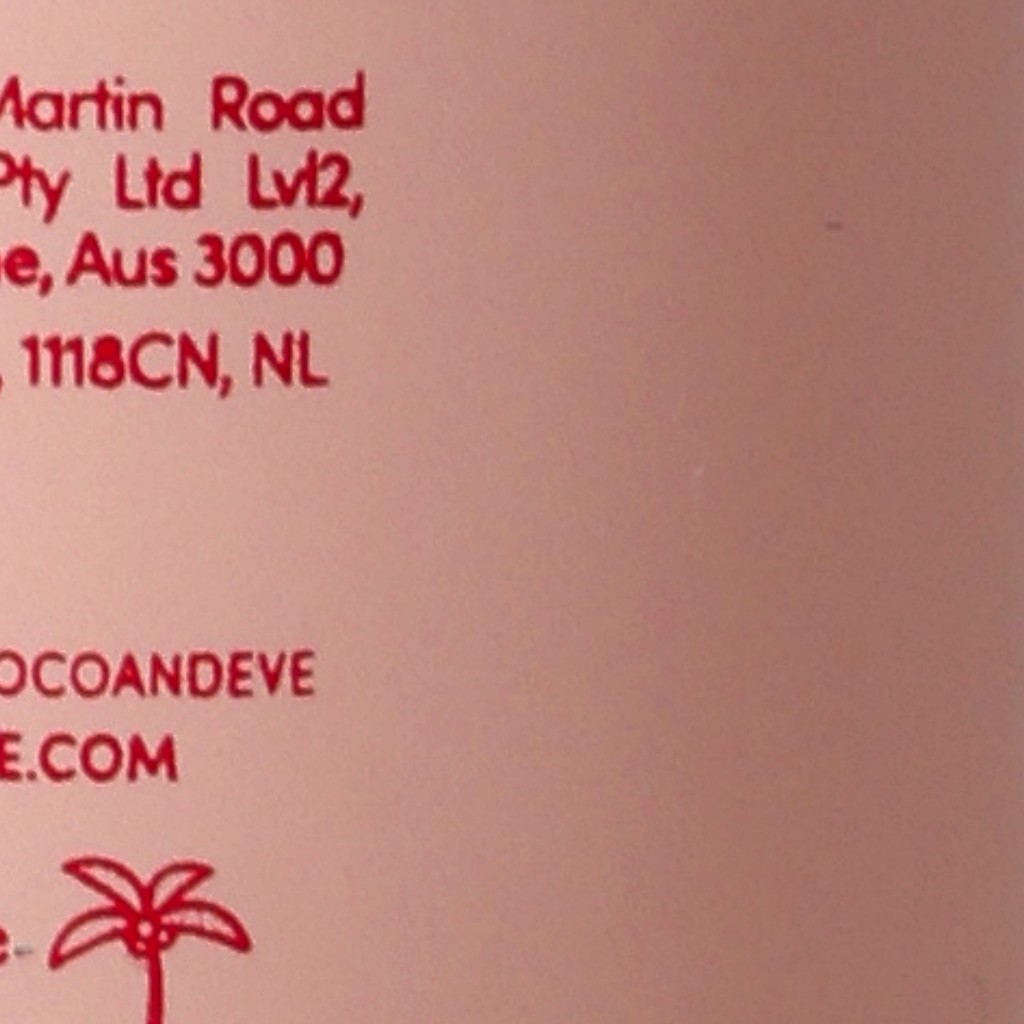 Martin Road
Pty Ltd Lvl2,
e, Aus 3000
, 1118CN, NL
OCOANDEVE
E.COM
e-